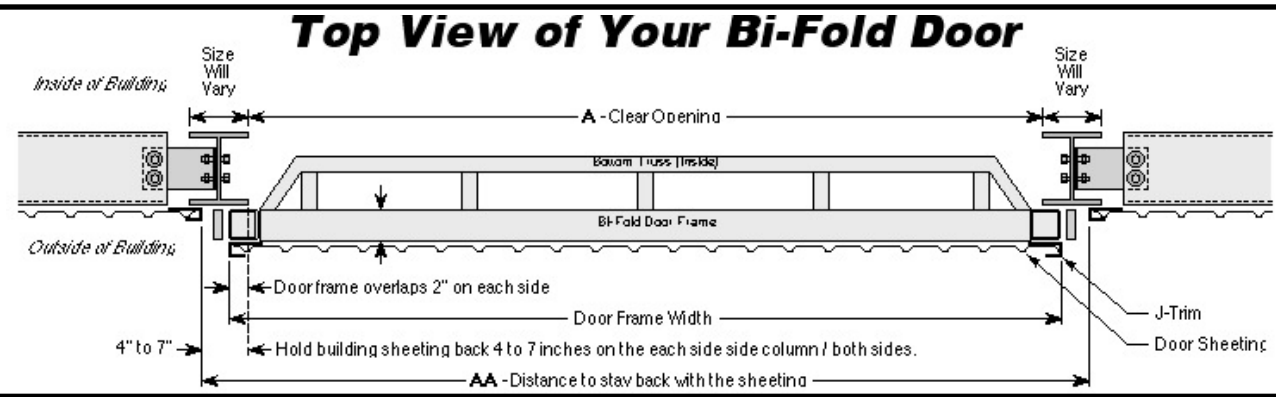 Top View of Your Bi-Fold Door
Size
Will
Vary
Size
Will
Vary
Inside of Building
A - Clear Opening
Bottom Truss (Inside)
Bi-Fold Door Frame
Outside of Building
Door frame overlaps 2" on each side
Door Frame Width
J-Trim
4" to 7"
Hold building sheeting back 4 to 7 inches on the each side side column / both sides.
Door Sheeting
AA - Distance to stay back with the sheeting